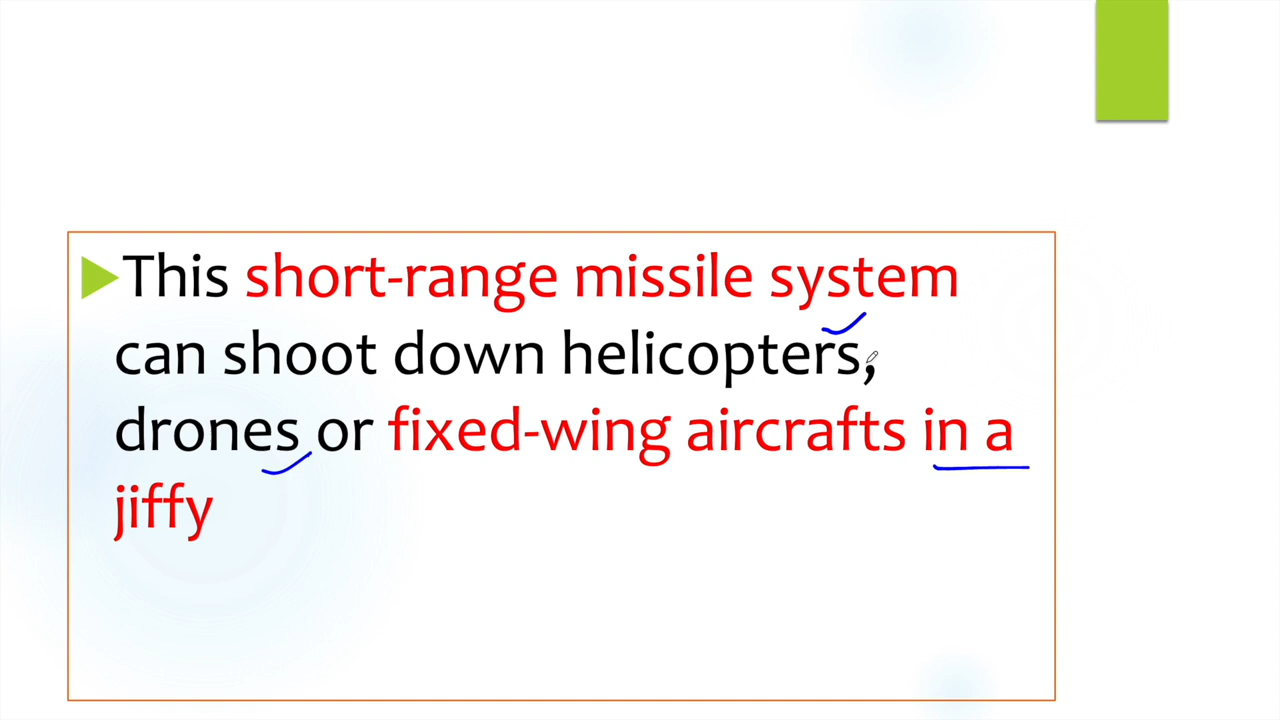 This short-range missile system
can shoot down helicopters,
drones or fixed-wing aircrafts in a
jiffy